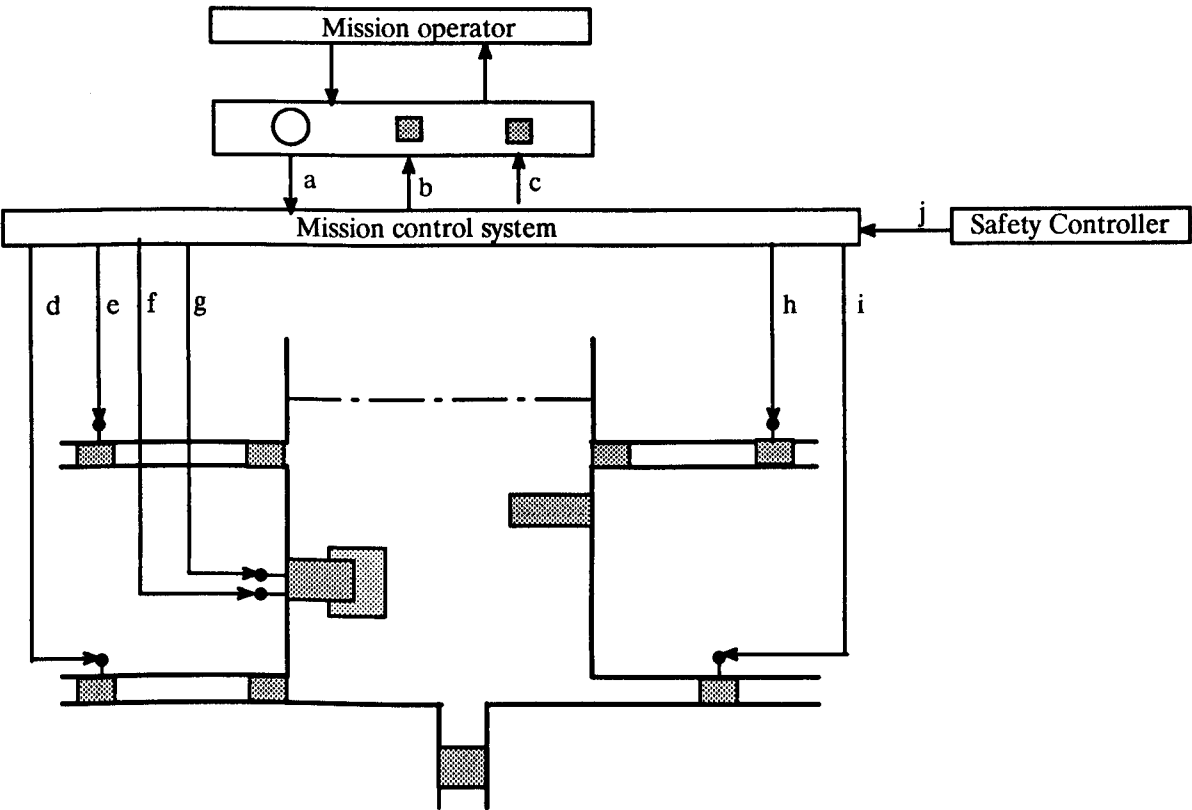 Mission operator
a
b
c
Mission control system
j
Safety Controller
d
e
f
g
h
i